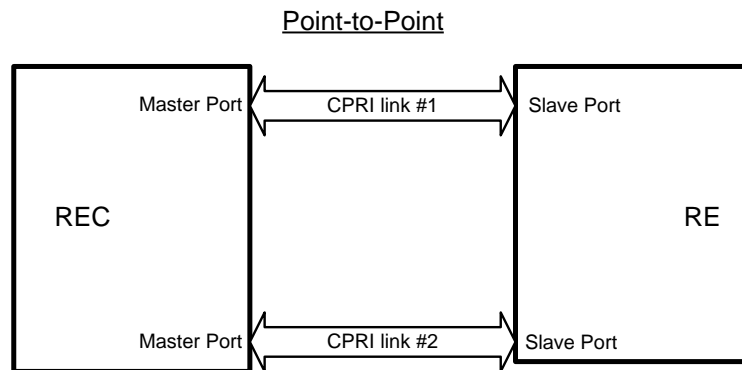 Point-to-Point
Master Port
CPRI link #1
Slave Port
REC
RE
Master Port
CPRI link #2
Slave Port